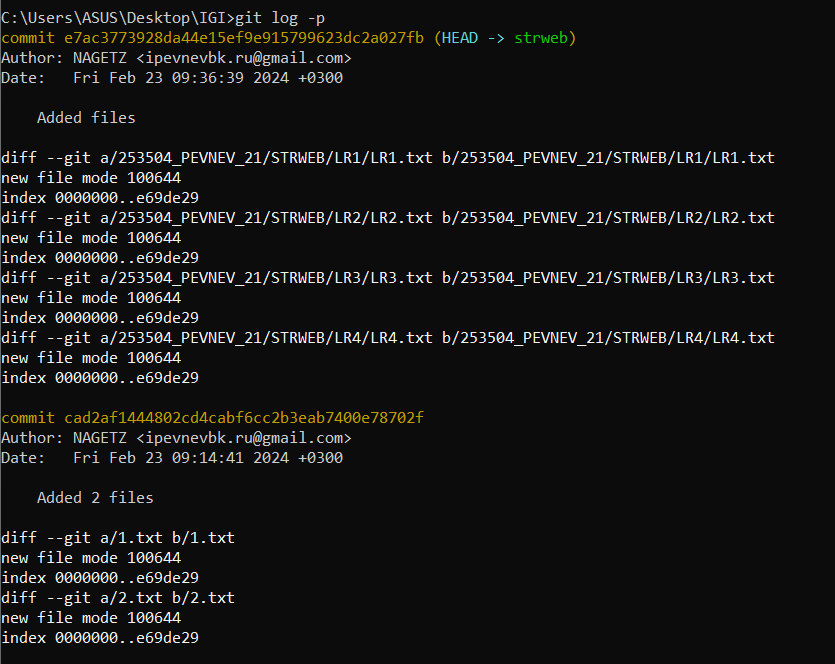 C:\Users\ASUS\Desktop\IGI>git log -p
commit e7ac3773928da44e15ef9e915799623dc2a027fb (HEAD -> strweb)
Author: NAGETZ <ipevnevbk.ru@gmail.com>
Date:   Fri Feb 23 09:36:39 2024 +0300

    Added files

diff --git a/253504_PEVNEV_21/STRWEB/LR1/LR1.txt b/253504_PEVNEV_21/STRWEB/LR1/LR1.txt
new file mode 100644
index 0000000..e69de29
diff --git a/253504_PEVNEV_21/STRWEB/LR2/LR2.txt b/253504_PEVNEV_21/STRWEB/LR2/LR2.txt
new file mode 100644
index 0000000..e69de29
diff --git a/253504_PEVNEV_21/STRWEB/LR3/LR3.txt b/253504_PEVNEV_21/STRWEB/LR3/LR3.txt
new file mode 100644
index 0000000..e69de29
diff --git a/253504_PEVNEV_21/STRWEB/LR4/LR4.txt b/253504_PEVNEV_21/STRWEB/LR4/LR4.txt
new file mode 100644
index 0000000..e69de29

commit cad2af1444802cd4cabf6cc2b3eab7400e78702f
Author: NAGETZ <ipevnevbk.ru@gmail.com>
Date:   Fri Feb 23 09:14:41 2024 +0300

    Added 2 files

diff --git a/1.txt b/1.txt
new file mode 100644
index 0000000..e69de29
diff --git a/2.txt b/2.txt
new file mode 100644
index 0000000..e69de29